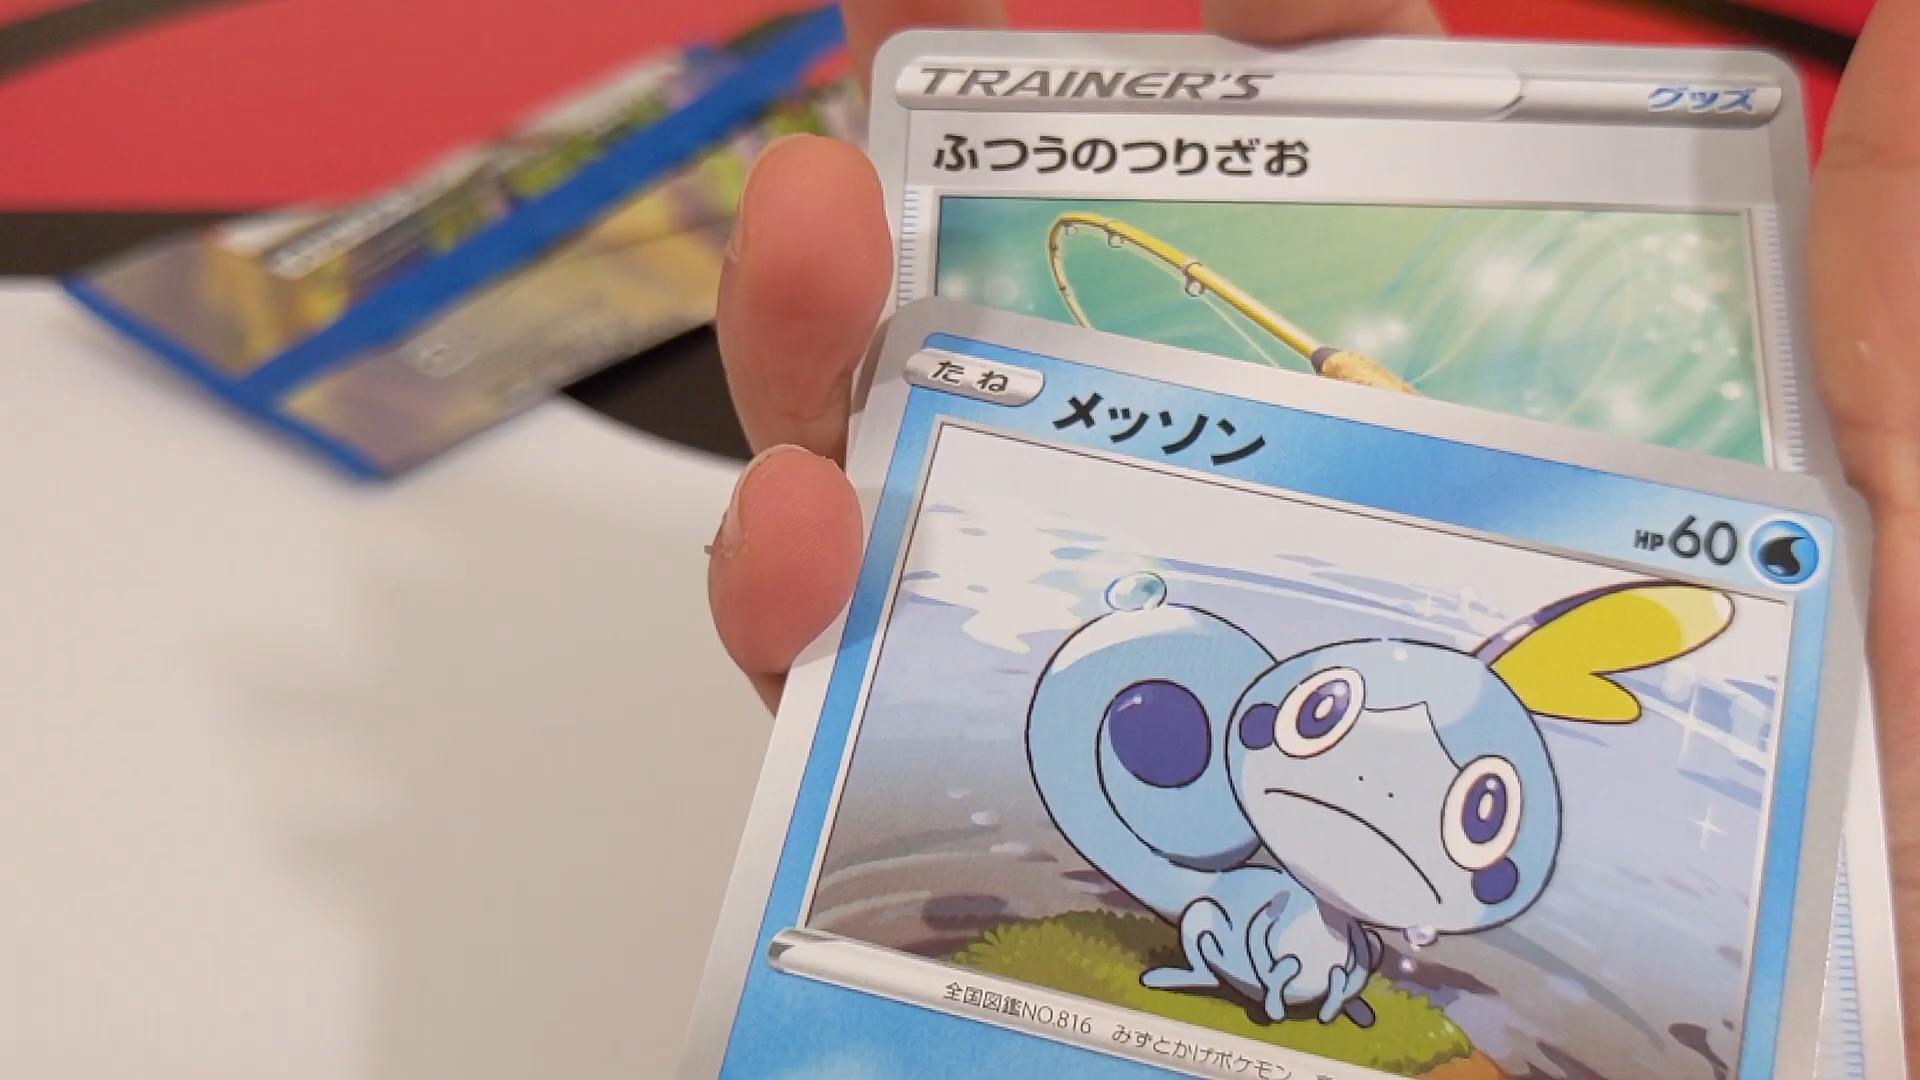 TRAINER'S グッズ
ふつうのつりざお
たね メッソン HP60
全国図鑑NO.816 みずとかげポケモン